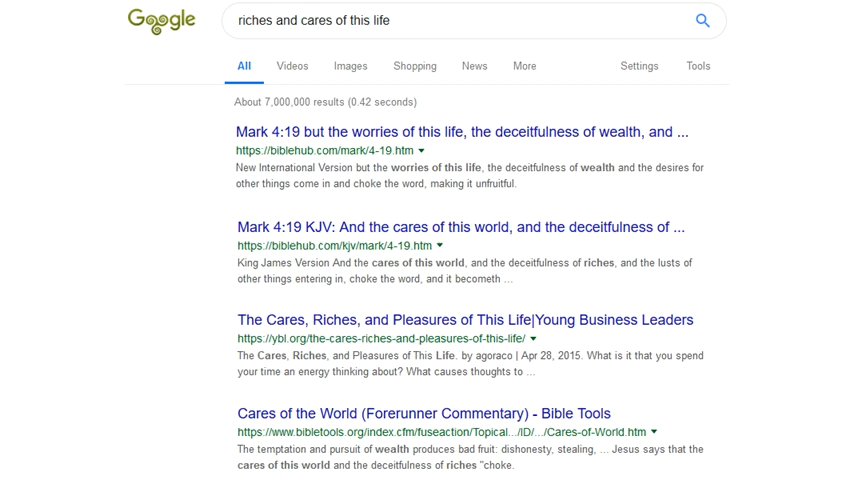 Google
riches and cares of this life
All Videos Images Shopping News More Settings Tools
About 7,000,000 results (0.42 seconds)
Mark 4:19 but the worries of this life, the deceitfulness of wealth, and ...
https://biblehub.com/mark/4-19.htm
New International Version but the worries of this life, the deceitfulness of wealth and the desires for
other things come in and choke the word, making it unfruitful.
Mark 4:19 KJV: And the cares of this world, and the deceitfulness of ...
https://biblehub.com/kjv/mark/4-19.htm
King James Version And the cares of this world, and the deceitfulness of riches, and the lusts of
other things entering in, choke the word, and it becometh ...
The Cares, Riches, and Pleasures of This Life|Young Business Leaders
https://ybl.org/the-cares-riches-and-pleasures-of-this-life/
The Cares, Riches, and Pleasures of This Life. by agoraco | Apr 28, 2015. What is it that you spend
your time an energy thinking about? What causes thoughts to ...
Cares of the World (Forerunner Commentary) - Bible Tools
https://www.bibletools.org/index.cfm/fuseaction/Topical.../ID/.../Cares-of-World.htm
The temptation and pursuit of wealth produces bad fruit: dishonesty, stealing, ... Jesus says that the
cares of this world and the deceitfulness of riches "choke.